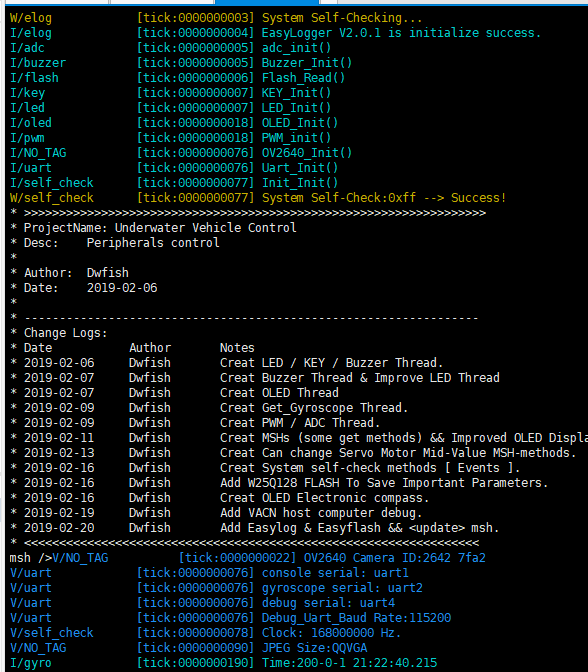 W/elog [tick:0000000003] System Self-Checking...
I/elog [tick:0000000004] EasyLogger V2.0.1 is initialize success.
I/adc [tick:0000000005] adc_init()
I/buzzer [tick:0000000005] Buzzer_Init()
I/flash [tick:0000000006] Flash_Read()
I/key [tick:0000000007] KEY_Init()
I/led [tick:0000000007] LED_Init()
I/oled [tick:0000000018] OLED_Init()
I/pwm [tick:0000000018] PWM_init()
I/NO_TAG [tick:0000000076] OV2640_Init()
I/uart [tick:0000000076] Uart_Init()
I/self_check [tick:0000000077] Init_Init()
W/self_check [tick:0000000077] System Self-Check:0xff --> Success!
* >>>>>>>>>>>>>>>>>>>>>>>>>>>>>>>>>>>>>>>>>>>>>>>>>>>>>>>>>>>>>>>>>>
* ProjectName: Underwater Vehicle Control
* Desc: Peripherals control
*
* Author: Dwfish
* Date: 2019-02-06
*
* -----------------------------------------------------------------
* Change Logs:
* Date Author Notes
* 2019-02-06 Dwfish Creat LED / KEY / Buzzer Thread.
* 2019-02-07 Dwfish Creat Buzzer Thread & Improve LED Thread
* 2019-02-07 Dwfish Creat OLED Thread
* 2019-02-09 Dwfish Creat Get_Gyroscope Thread.
* 2019-02-09 Dwfish Creat PWM / ADC Thread.
* 2019-02-11 Dwfish Creat MSHs (some get methods) && Improved OLED Displa
* 2019-02-13 Dwfish Creat Can change Servo Motor Mid-Value MSH-methods.
* 2019-02-16 Dwfish Creat System self-check methods [ Events ].
* 2019-02-16 Dwfish Add W25Q128 FLASH To Save Important Parameters.
* 2019-02-16 Dwfish Creat OLED Electronic compass.
* 2019-02-19 Dwfish Add VACN host computer debug.
* 2019-02-20 Dwfish Add Easylog & Easyflash && <update> msh.
* <<<<<<<<<<<<<<<<<<<<<<<<<<<<<<<<<<<<<<<<<<<<<<<<<<<<<<<<<<<<<<<<<
msh />V/NO_TAG [tick:0000000022] OV2640 Camera ID:2642 7fa2
V/uart [tick:0000000076] console serial: uart1
V/uart [tick:0000000076] gyroscope serial: uart2
V/uart [tick:0000000076] debug serial: uart4
V/uart [tick:0000000076] Debug_Uart_Baud Rate:115200
V/self_check [tick:0000000078] Clock: 168000000 Hz.
V/NO_TAG [tick:0000000090] JPEG Size:QQVGA
I/gyro [tick:0000000190] Time:200-0-1 21:22:40.215